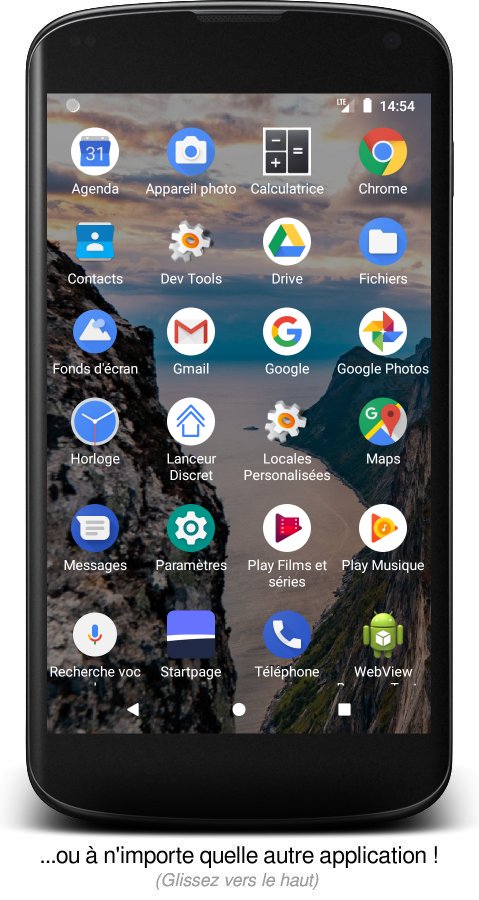 LTE 14:54
31
Agenda Appareil photo Calculatrice Chrome
Contacts Dev Tools Drive Fichiers
G
Fonds d'écran Gmail Google Google Photos
G
Horloge Lanceur Locales Maps
Discret Personalisées
Messages Paramètres Play Films et Play Musique
séries
Recherche voc Startpage Téléphone WebView
...ou à n'importe quelle autre application !
(Glissez vers le haut)